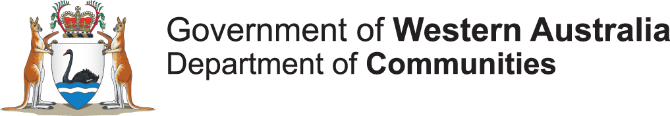 Government of Western Australia
Department of Communities